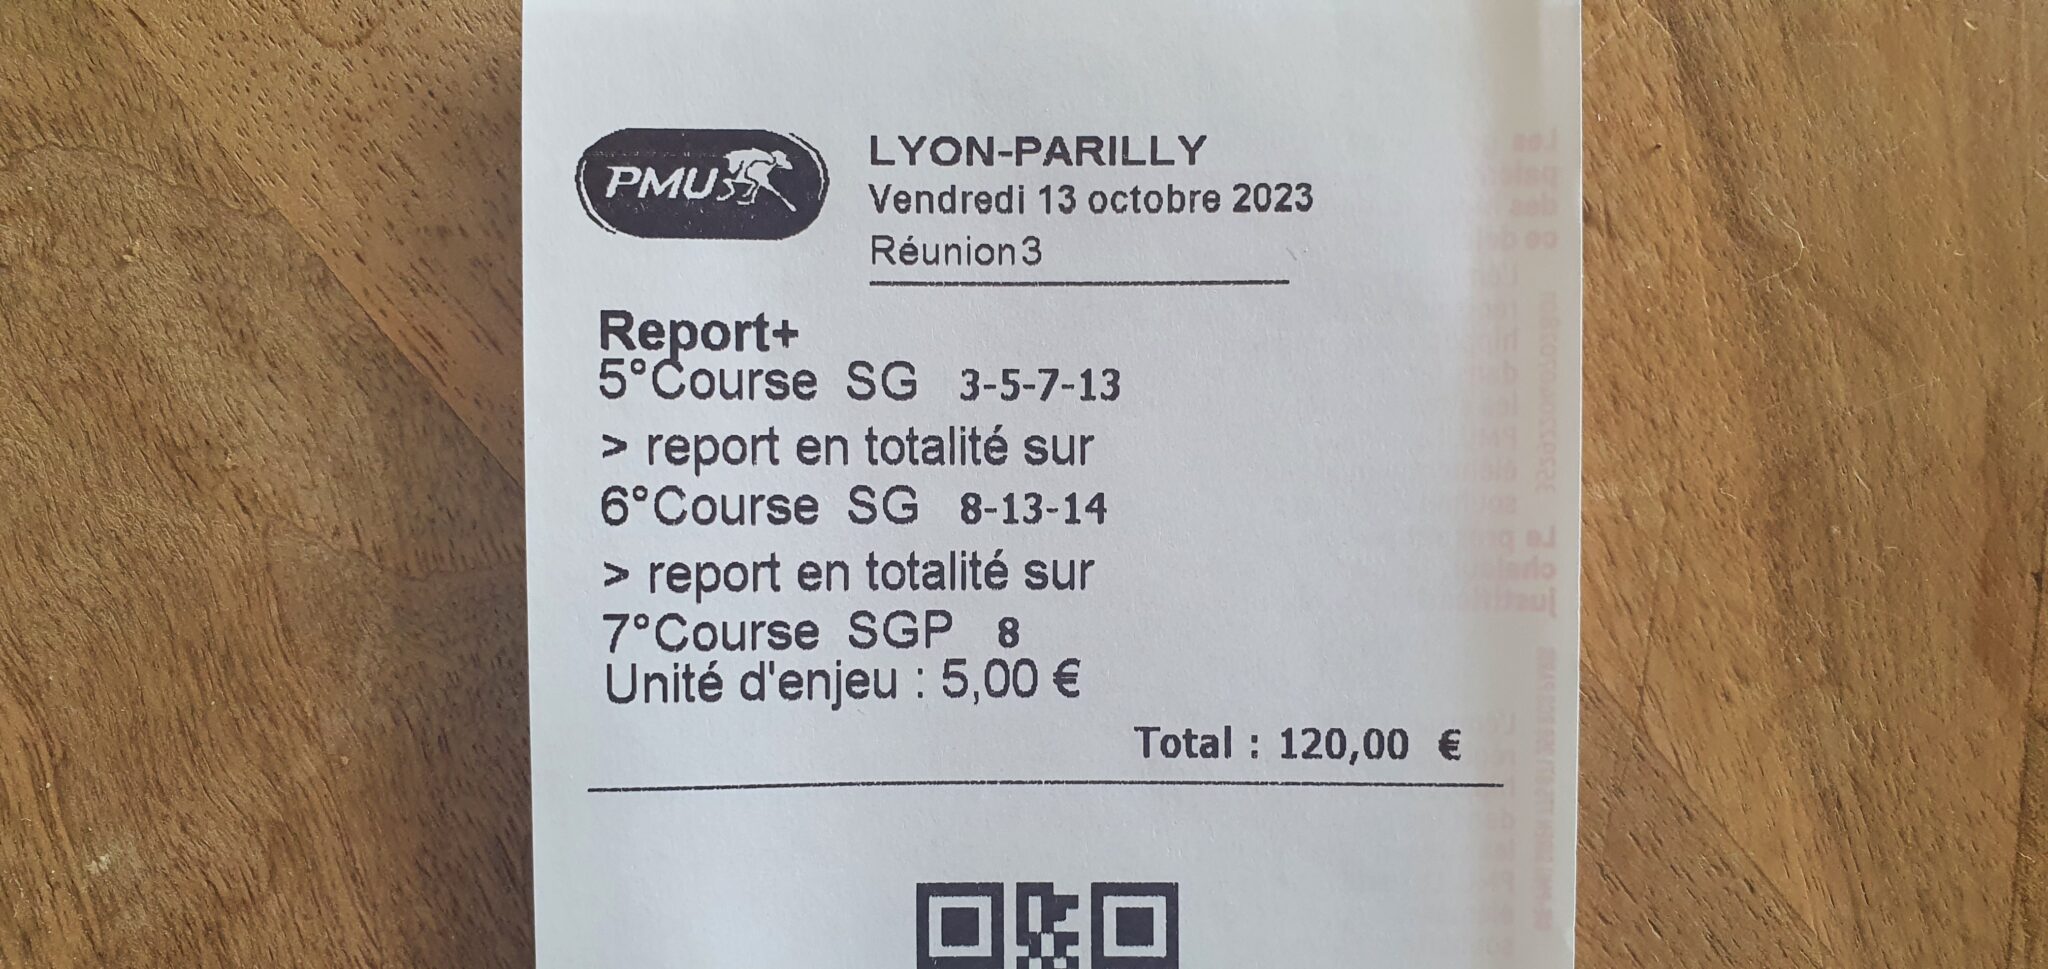 PMU
LYON-PARILLY
Vendredi 13 octobre 2023
Réunion3
Report+
5°Course SG 3-5-7-13
> report en totalité sur
6°Course SG 8-13-14
> report en totalité sur
7°Course SGP 8
Unité d'enjeu : 5,00 €
Total : 120,00 €